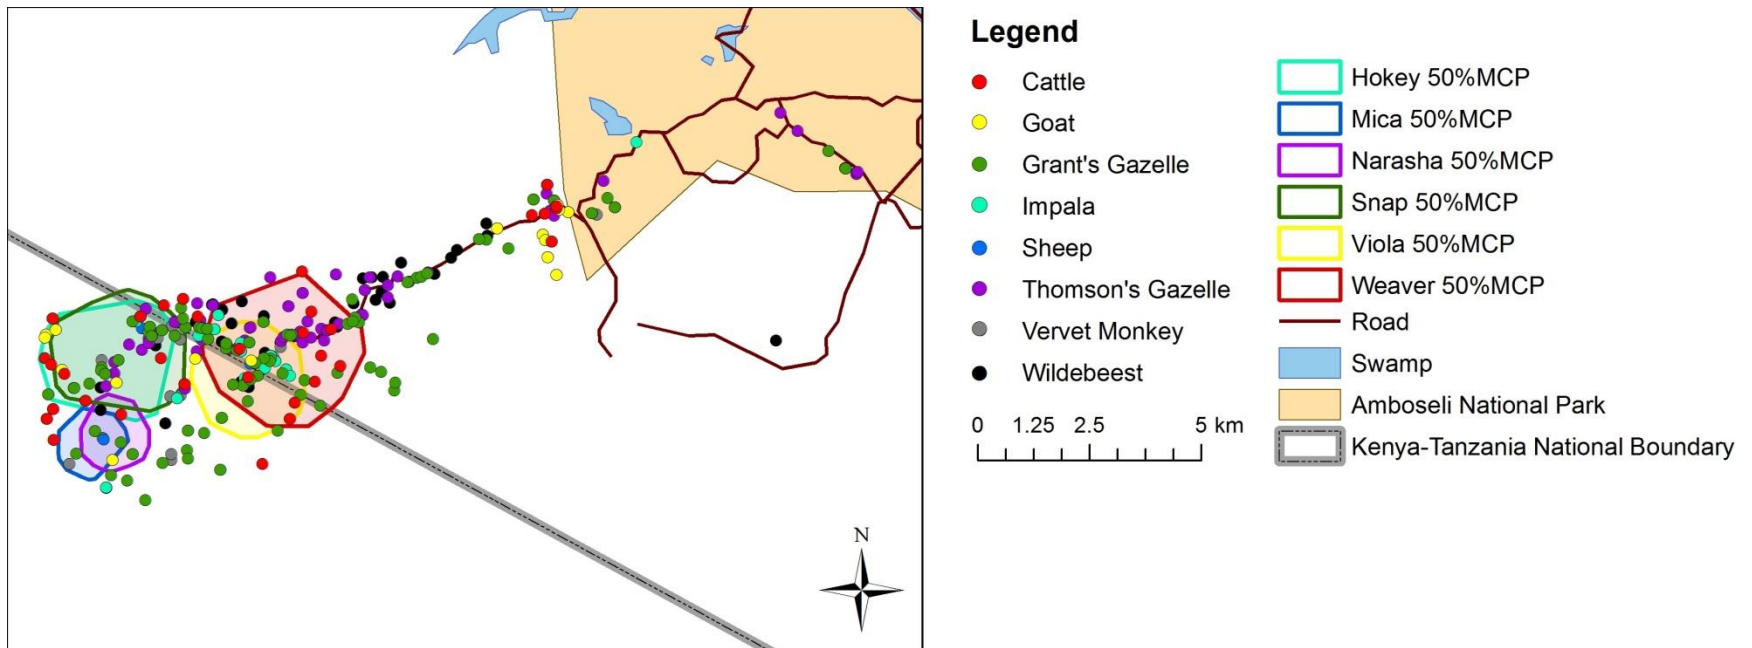 Legend
Cattle
Goat
Grant's Gazelle
Impala
Sheep
Thomson's Gazelle
Vervet Monkey
Wildebeest
0 1.25 2.5 5 km
Hokey 50%MCP
Mica 50%MCP
Narasha 50%MCP
Snap 50%MCP
Viola 50%MCP
Weaver 50%MCP
Road
Swamp
Amboseli National Park
Kenya-Tanzania National Boundary
N